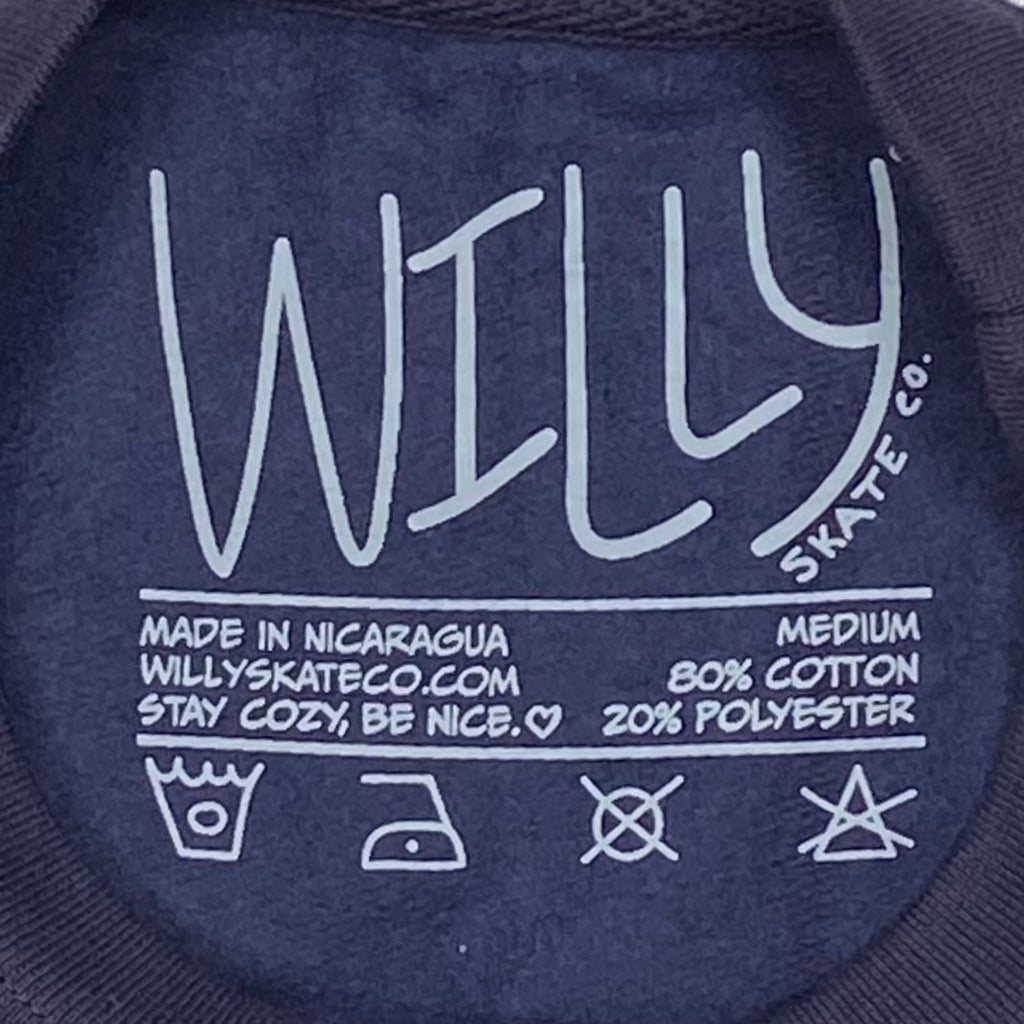 WILLY
SKATE CO.
MADE IN NICARAGUA
WILLYSKATECO.COM
STAY COZY, BE NICE.♡
MEDIUM
80% COTTON
20% POLYESTER